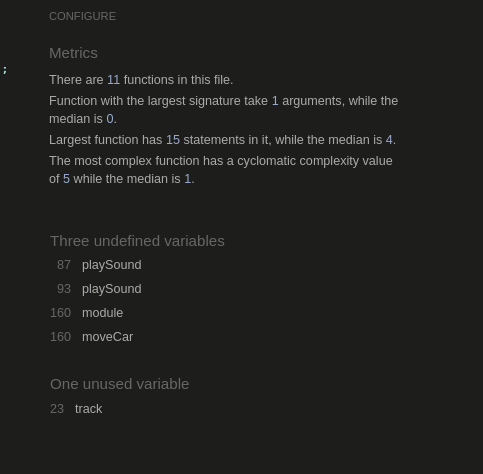 CONFIGURE
Metrics
;
There are 11 functions in this file.
Function with the largest signature take 1 arguments, while the
median is 0.
Largest function has 15 statements in it, while the median is 4.
The most complex function has a cyclomatic complexity value
of 5 while the median is 1.
Three undefined variables
87 playSound
93 playSound
160 module
160 moveCar
One unused variable
23 track